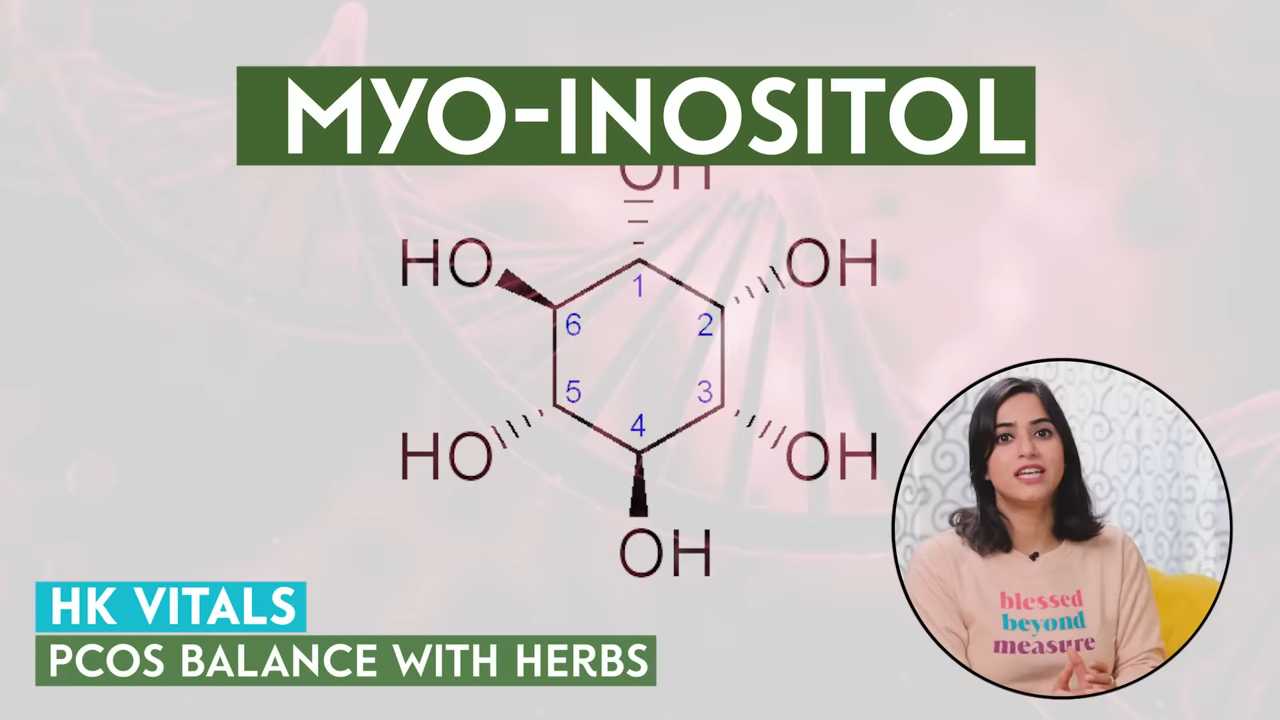 MYO-INOSITOL
OH
HO
OH
1
6
2
5
3
4
HO
OH
OH
HK VITALS
PCOS BALANCE WITH HERBS
blessed
beyond
measure